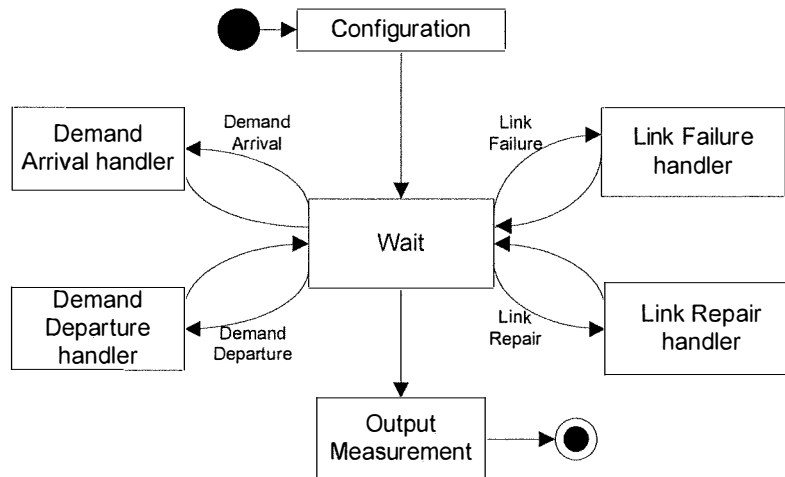 Configuration
Demand
Arrival handler
Demand
Arrival
Link
Failure
Link Failure
handler
Wait
Demand
Departure
handler
Demand
Departure
Link
Repair
Link Repair
handler
Output
Measurement